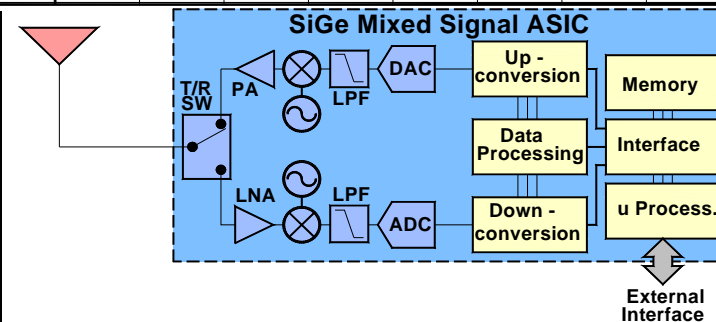 SiGe Mixed Signal ASIC
T/R
SW
PA
LPF
DAC
Up -
conversion
Memory
Data
Processing
Interface
LNA
LPF
ADC
Down -
conversion
u Process.
External
Interface